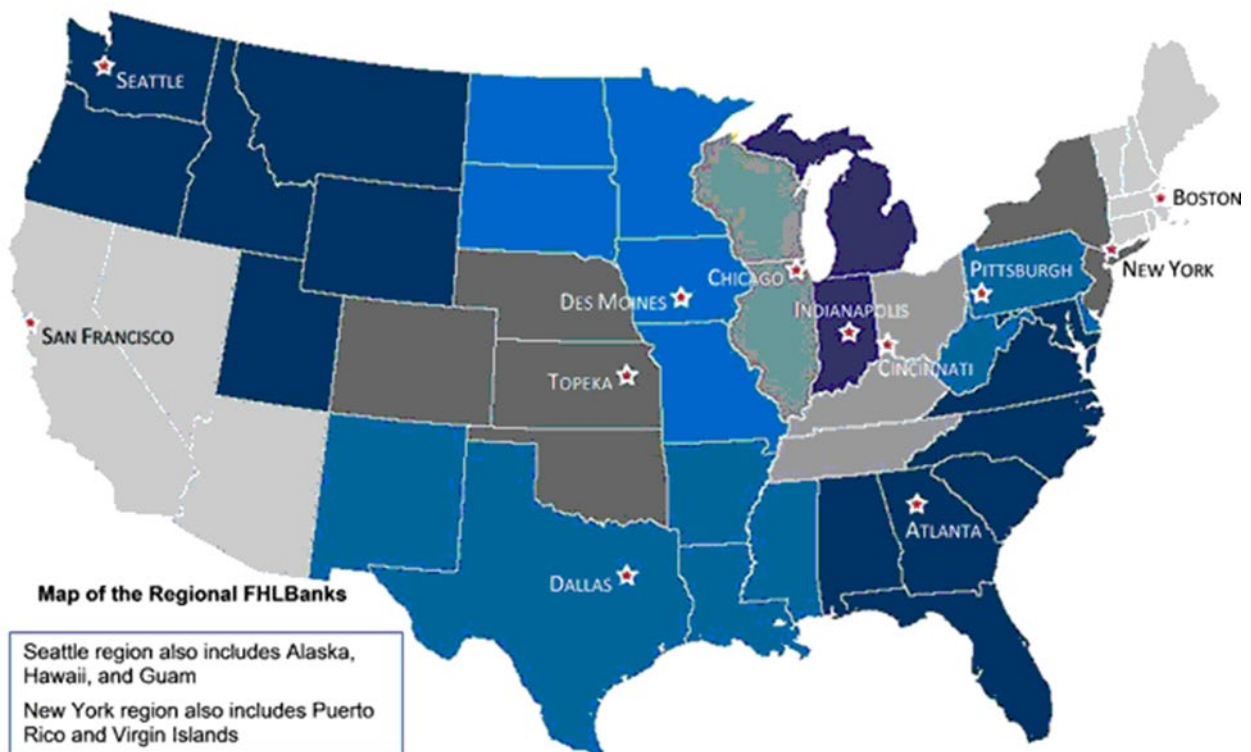 SEATTLE
BOSTON
NEW YORK
PITTSBURGH
CHICAGO
DES MOINES
INDIANAPOLIS
SAN FRANCISCO
CINCINNATI
TOPEKA
ATLANTA
DALLAS
Map of the Regional FHLBanks
Seattle region also includes Alaska,
Hawaii, and Guam
New York region also includes Puerto
Rico and Virgin Islands